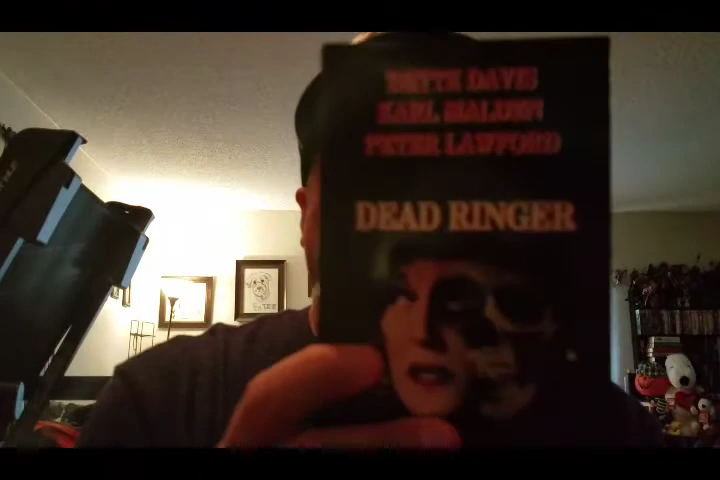 BETTE DAVIS
KARL MALDEN
PETER LAWFORD
DEAD RINGER